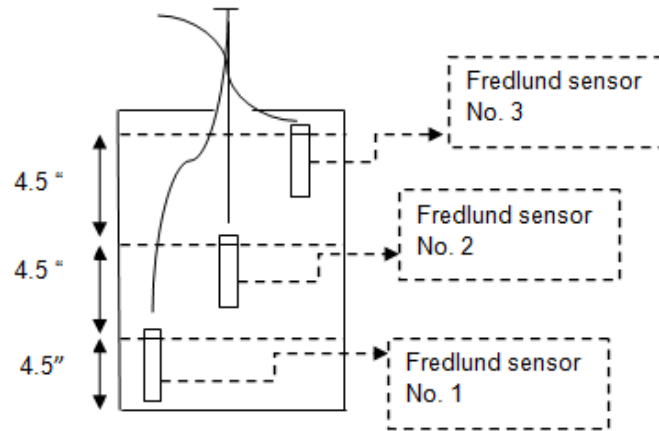 Fredlund sensor
No. 3
4.5 “
Fredlund sensor
No. 2
4.5 “
Fredlund sensor
No. 1
4.5”